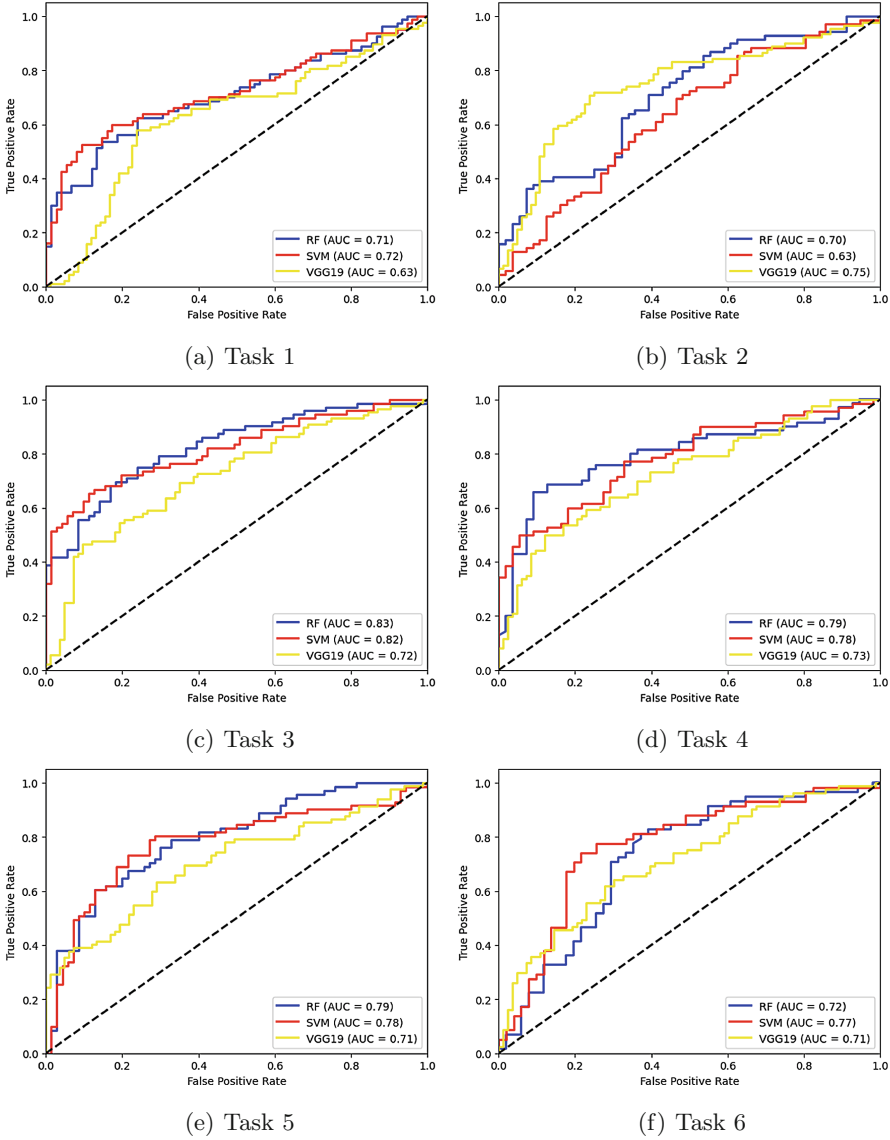 1.0
0.8
0.6
0.4
0.2
0.0
True Positive Rate
RF (AUC = 0.71)
SVM (AUC = 0.72)
VGG19 (AUC = 0.63)
0.0 0.2 0.4 0.6 0.8 1.0
False Positive Rate
(a) Task 1
1.0
0.8
0.6
0.4
0.2
0.0
True Positive Rate
RF (AUC = 0.70)
SVM (AUC = 0.63)
VGG19 (AUC = 0.75)
0.0 0.2 0.4 0.6 0.8 1.0
False Positive Rate
(b) Task 2
1.0
0.8
0.6
0.4
0.2
0.0
True Positive Rate
RF (AUC = 0.83)
SVM (AUC = 0.82)
VGG19 (AUC = 0.72)
0.0 0.2 0.4 0.6 0.8 1.0
False Positive Rate
(c) Task 3
1.0
0.8
0.6
0.4
0.2
0.0
True Positive Rate
RF (AUC = 0.79)
SVM (AUC = 0.78)
VGG19 (AUC = 0.73)
0.0 0.2 0.4 0.6 0.8 1.0
False Positive Rate
(d) Task 4
1.0
0.8
0.6
0.4
0.2
0.0
True Positive Rate
RF (AUC = 0.79)
SVM (AUC = 0.78)
VGG19 (AUC = 0.71)
0.0 0.2 0.4 0.6 0.8 1.0
False Positive Rate
(e) Task 5
1.0
0.8
0.6
0.4
0.2
0.0
True Positive Rate
RF (AUC = 0.72)
SVM (AUC = 0.77)
VGG19 (AUC = 0.71)
0.0 0.2 0.4 0.6 0.8 1.0
False Positive Rate
(f) Task 6